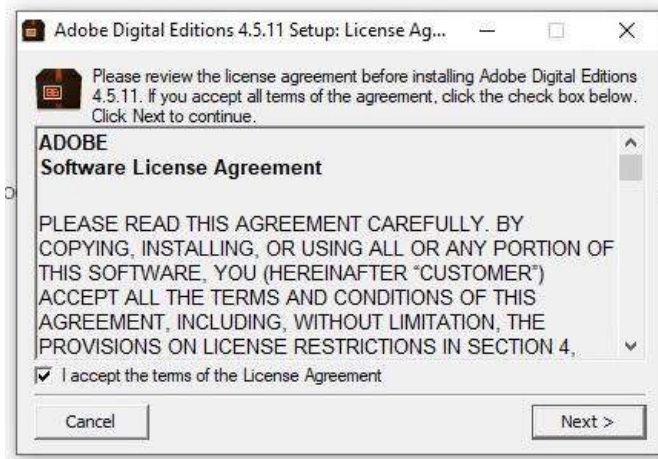 Adobe Digital Editions 4.5.11 Setup: License Ag...
Please review the license agreement before installing Adobe Digital Editions
4.5.11. If you accept all terms of the agreement, click the check box below.
Click Next to continue.
ADOBE
Software License Agreement
PLEASE READ THIS AGREEMENT CAREFULLY. BY
COPYING, INSTALLING, OR USING ALL OR ANY PORTION OF
THIS SOFTWARE, YOU (HEREINAFTER “CUSTOMER”)
ACCEPT ALL THE TERMS AND CONDITIONS OF THIS
AGREEMENT, INCLUDING, WITHOUT LIMITATION, THE
PROVISIONS ON LICENSE RESTRICTIONS IN SECTION 4,
I accept the terms of the License Agreement
Cancel
Next >